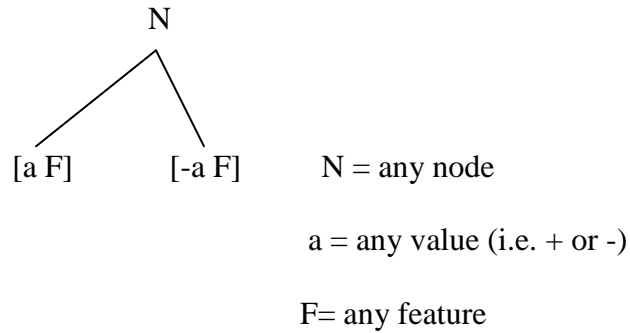 N
[a F] [-a F] N = any node
a = any value (i.e. + or -)
F= any feature